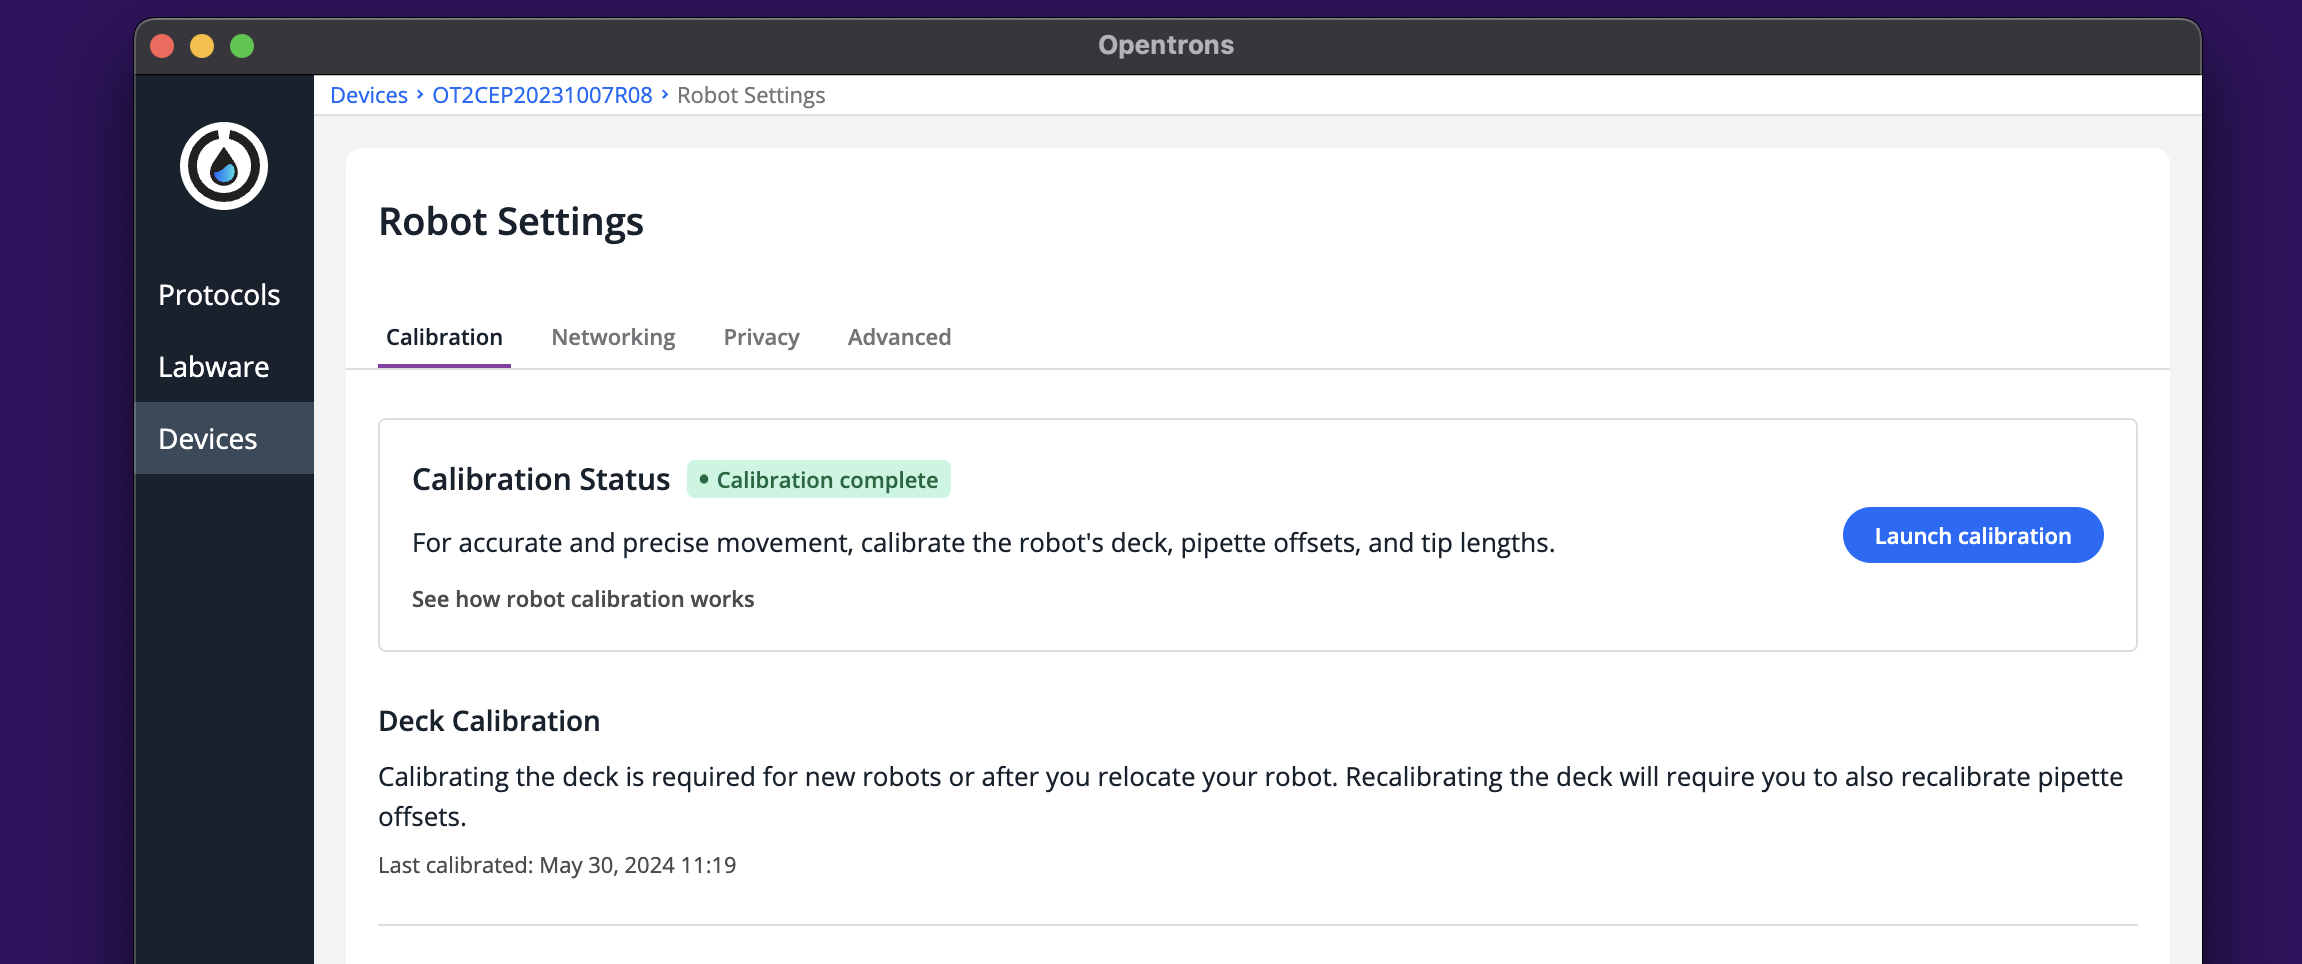 Opentrons
Devices › OT2CEP20231007R08 › Robot Settings
Protocols
Labware
Devices
Robot Settings
Calibration Networking Privacy Advanced
Calibration Status • Calibration complete
For accurate and precise movement, calibrate the robot's deck, pipette offsets, and tip lengths.
See how robot calibration works
Launch calibration
Deck Calibration
Calibrating the deck is required for new robots or after you relocate your robot. Recalibrating the deck will require you to also recalibrate pipette
offsets.
Last calibrated: May 30, 2024 11:19